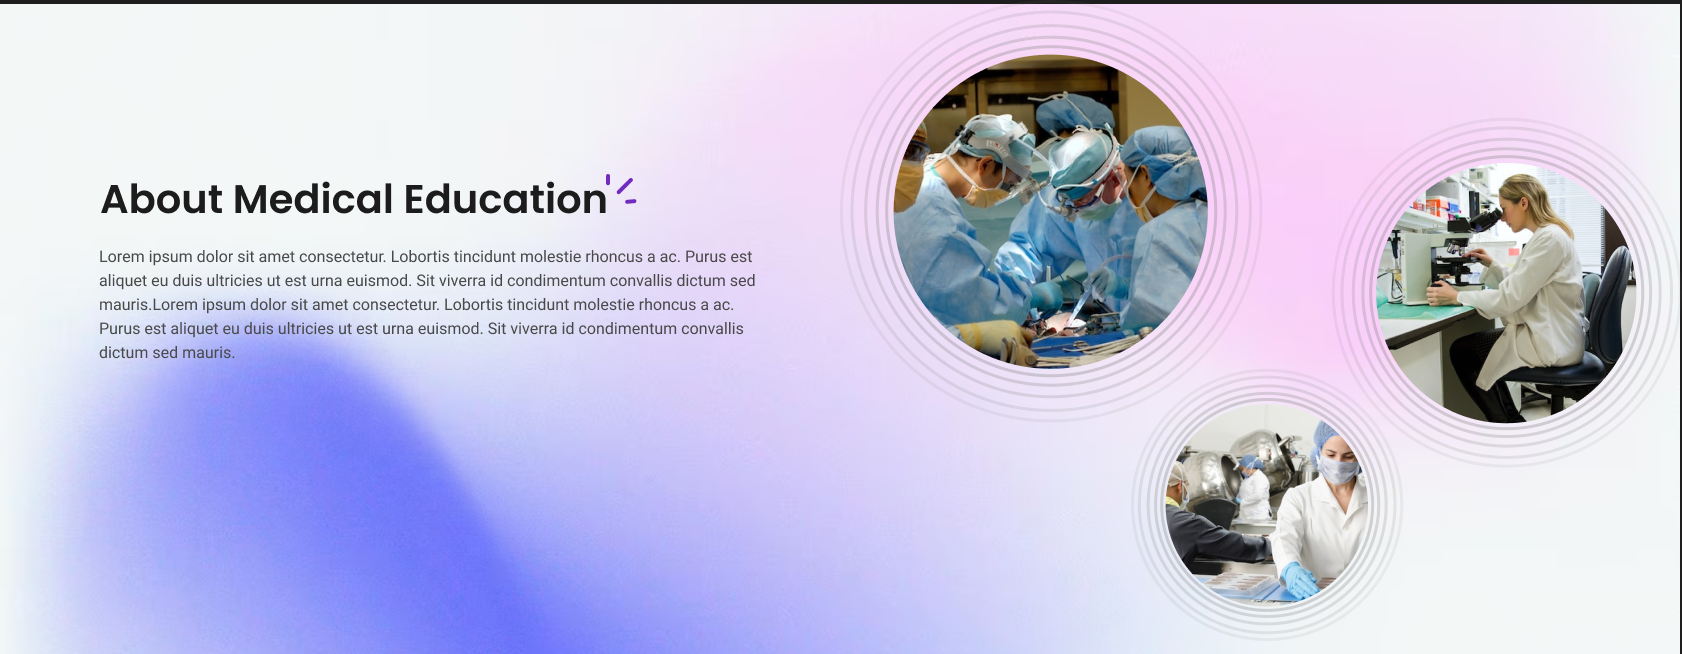 About Medical Education
Lorem ipsum dolor sit amet consectetur. Lobortis tincidunt molestie rhoncus a ac. Purus est
aliquet eu duis ultricies ut est urna euismod. Sit viverra id condimentum convallis dictum sed
mauris.Lorem ipsum dolor sit amet consectetur. Lobortis tincidunt molestie rhoncus a ac.
Purus est aliquet eu duis ultricies ut est urna euismod. Sit viverra id condimentum convallis
dictum sed mauris.